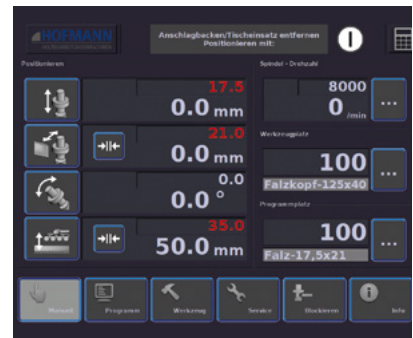 HOFMANN
Anschlagbacken/Tischeinsatz entfernen
Positionieren mit:
Positionieren
Spindel - Drehzahl
17.5
0.0 mm
8000
0 /min
...
21.0
0.0 mm
Werkzeugplatz
100
Falzkopf-125x40
...
0.0
0.0 °
Programmplatz
35.0
50.0 mm
100
Falz-17,5x21
...
Manuell
Programm
Werkzeug
Service
Blockieren
Info